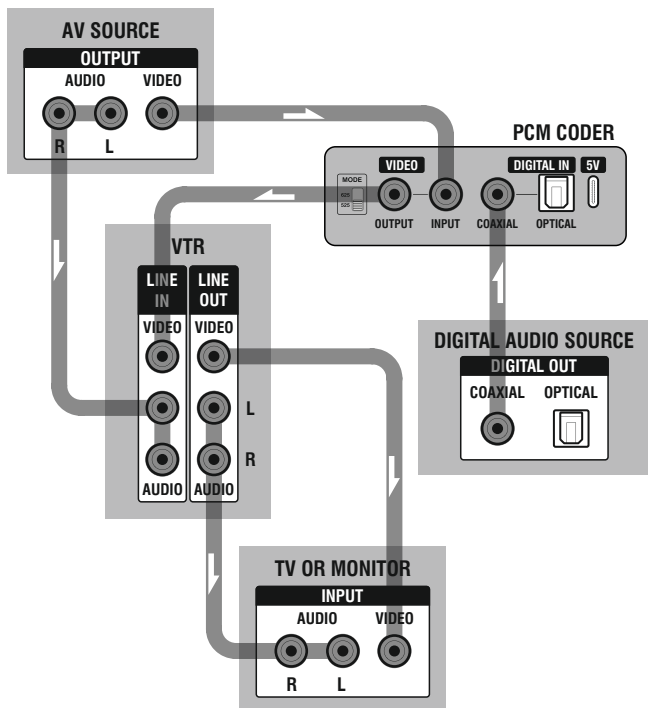 AV SOURCE
OUTPUT
AUDIO VIDEO
R L
PCM CODER
MODE
625
525
VIDEO
DIGITAL IN
5V
OUTPUT INPUT COAXIAL OPTICAL
VTR
LINE IN
LINE OUT
VIDEO VIDEO
L
R
AUDIO AUDIO
DIGITAL AUDIO SOURCE
DIGITAL OUT
COAXIAL OPTICAL
TV OR MONITOR
INPUT
AUDIO VIDEO
R L